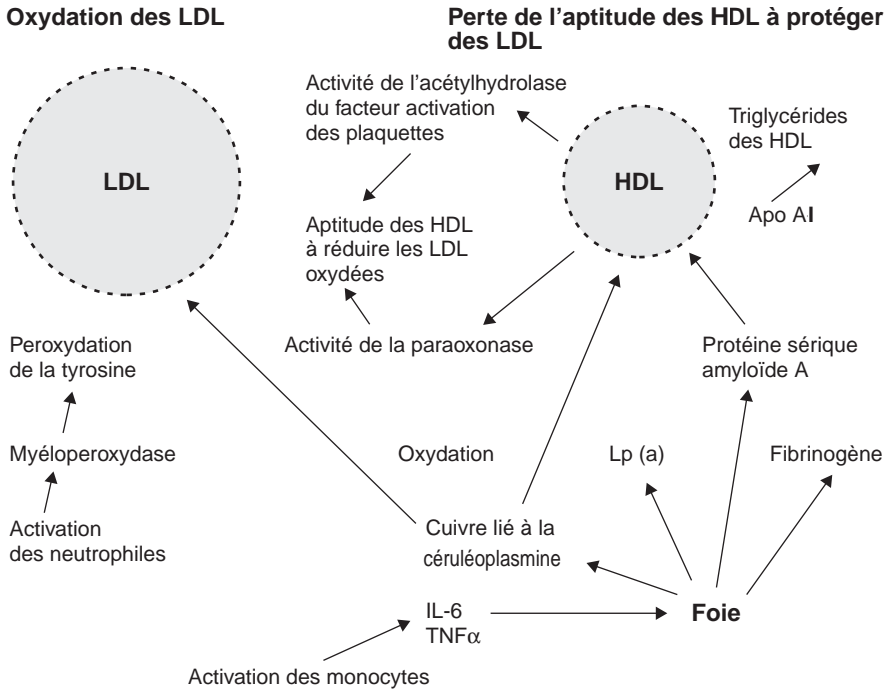 Oxydation des LDL
Perte de l'aptitude des HDL à protéger
des LDL
Activité de l'acétylhydrolase
du facteur activation
des plaquettes
Triglycérides
des HDL
LDL
HDL
Apo AI
Aptitude des HDL
à réduire les LDL
oxydées
Peroxydation
de la tyrosine
Activité de la paraoxonase
Protéine sérique
amyloïde A
Myéloperoxydase
Oxydation
Lp (a)
Fibrinogène
Activation
des neutrophiles
Cuivre lié à la
céruléoplasmine
IL-6
TNFα
Foie
Activation des monocytes